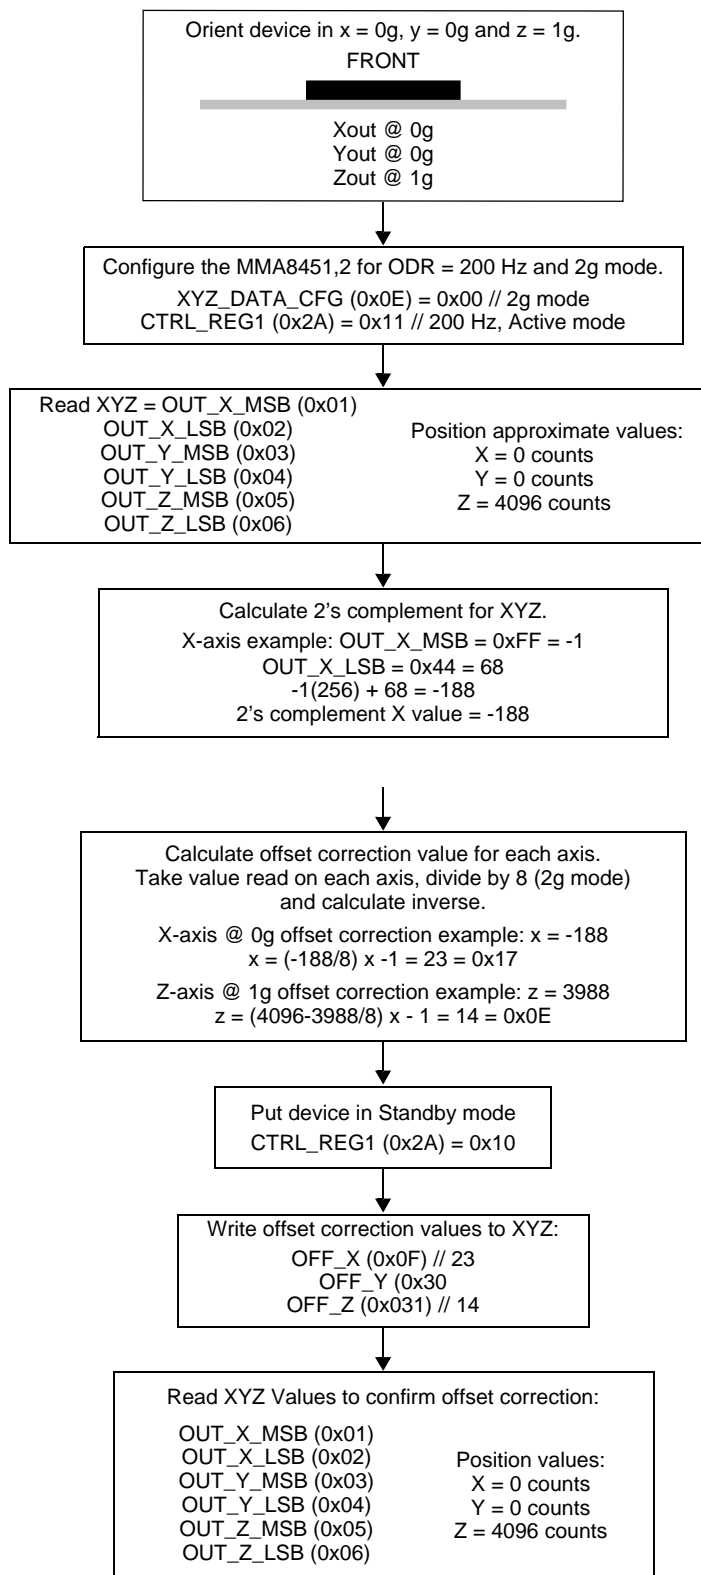 Orient device in x = 0g, y = 0g and z = 1g.
FRONT
Xout @ 0g
Yout @ 0g
Zout @ 1g
Configure the MMA8451,2 for ODR = 200 Hz and 2g mode.
XYZ_DATA_CFG (0x0E) = 0x00 // 2g mode
CTRL_REG1 (0x2A) = 0x11 // 200 Hz, Active mode
Read XYZ = OUT_X_MSB (0x01)
OUT_X_LSB (0x02)
OUT_Y_MSB (0x03)
OUT_Y_LSB (0x04)
OUT_Z_MSB (0x05)
OUT_Z_LSB (0x06)
Position approximate values:
X = 0 counts
Y = 0 counts
Z = 4096 counts
Calculate 2's complement for XYZ.
X-axis example: OUT_X_MSB = 0xFF = -1
OUT_X_LSB = 0x44 = 68
-1(256) + 68 = -188
2's complement X value = -188
Calculate offset correction value for each axis.
Take value read on each axis, divide by 8 (2g mode)
and calculate inverse.
X-axis @ 0g offset correction example: x = -188
x = (-188/8) x -1 = 23 = 0x17
Z-axis @ 1g offset correction example: z = 3988
z = (4096-3988/8) x - 1 = 14 = 0x0E
Put device in Standby mode
CTRL_REG1 (0x2A) = 0x10
Write offset correction values to XYZ:
OFF_X (0x0F) // 23
OFF_Y (0x30
OFF_Z (0x031) // 14
Read XYZ Values to confirm offset correction:
OUT_X_MSB (0x01)
OUT_X_LSB (0x02)
OUT_Y_MSB (0x03)
OUT_Y_LSB (0x04)
OUT_Z_MSB (0x05)
OUT_Z_LSB (0x06)
Position values:
X = 0 counts
Y = 0 counts
Z = 4096 counts